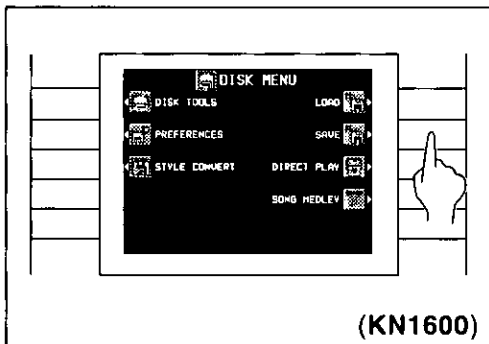 DISK MENU
DISK TOOLS LOAD
PREFERENCES SAVE
STYLE CONVERT DIRECT PLAY
SONG MEDLEY
(KN1600)